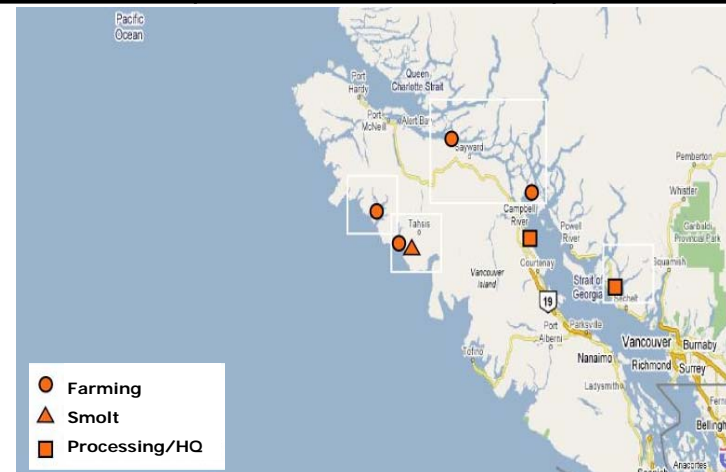 Pacific
Ocean
Queen
Charlotte Strait
Port
Hardy
Port
McNeill
Alert Bay
Sayward
Pemberton
Whistler
Campbell
River
Tahsis
Powell
River
Garibaldi
Provincial Park
Squamish
Courtenay
Vancouver
Island
Strait of
Georgia
Sechelt
19
Port
Alberni
Parksville
Vancouver
Burnaby
Tofino
Nanaimo
Richmond
Surrey
Ladysmith
Anacortes
Farming
Smolt
Processing/HQ